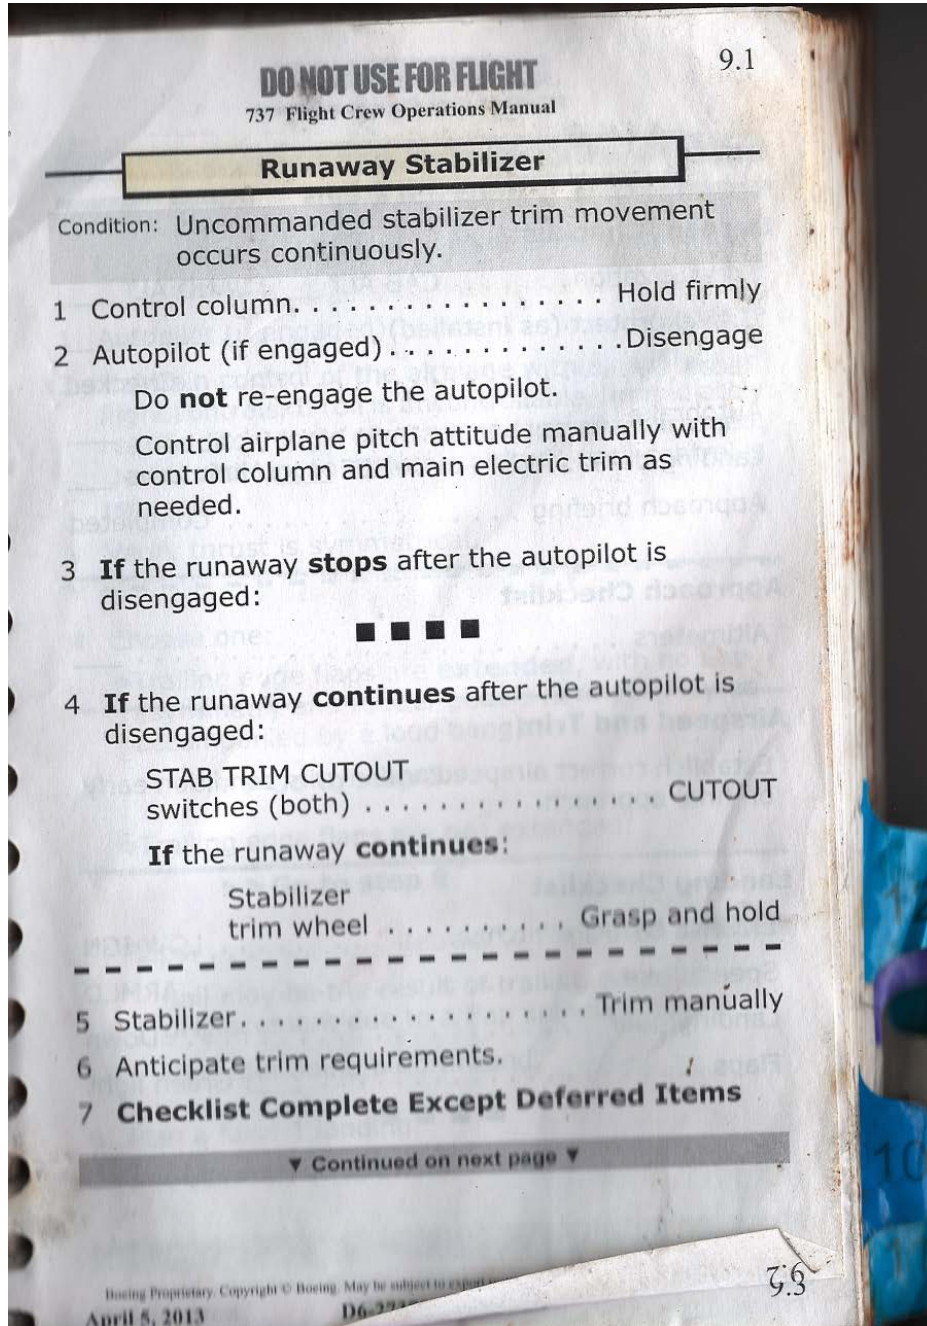 9.1
DO NOT USE FOR FLIGHT
737 Flight Crew Operations Manual
Runaway Stabilizer
Condition: Uncommanded stabilizer trim movement
occurs continuously.
1 Control column. . . . . . . . . . . . . . . . . . Hold firmly
2 Autopilot (if engaged) . . . . . . . . . . . . .Disengage
Do not re-engage the autopilot.
Control airplane pitch attitude manually with
control column and main electric trim as
needed.
3 If the runaway stops after the autopilot is
disengaged:
■ ■ ■ ■
4 If the runaway continues after the autopilot is
disengaged:
STAB TRIM CUTOUT
switches (both) . . . . . . . . . . . . . . . . CUTOUT
If the runaway continues:
Stabilizer
trim wheel . . . . . . . . . . Grasp and hold
5 Stabilizer. . . . . . . . . . . . . . . . . . . Trim manually
6 Anticipate trim requirements.
7 Checklist Complete Except Deferred Items
▼ Continued on next page ▼
Boeing Proprietary. Copyright © Boeing. May be subject to export
9.2
April 5, 2013
10